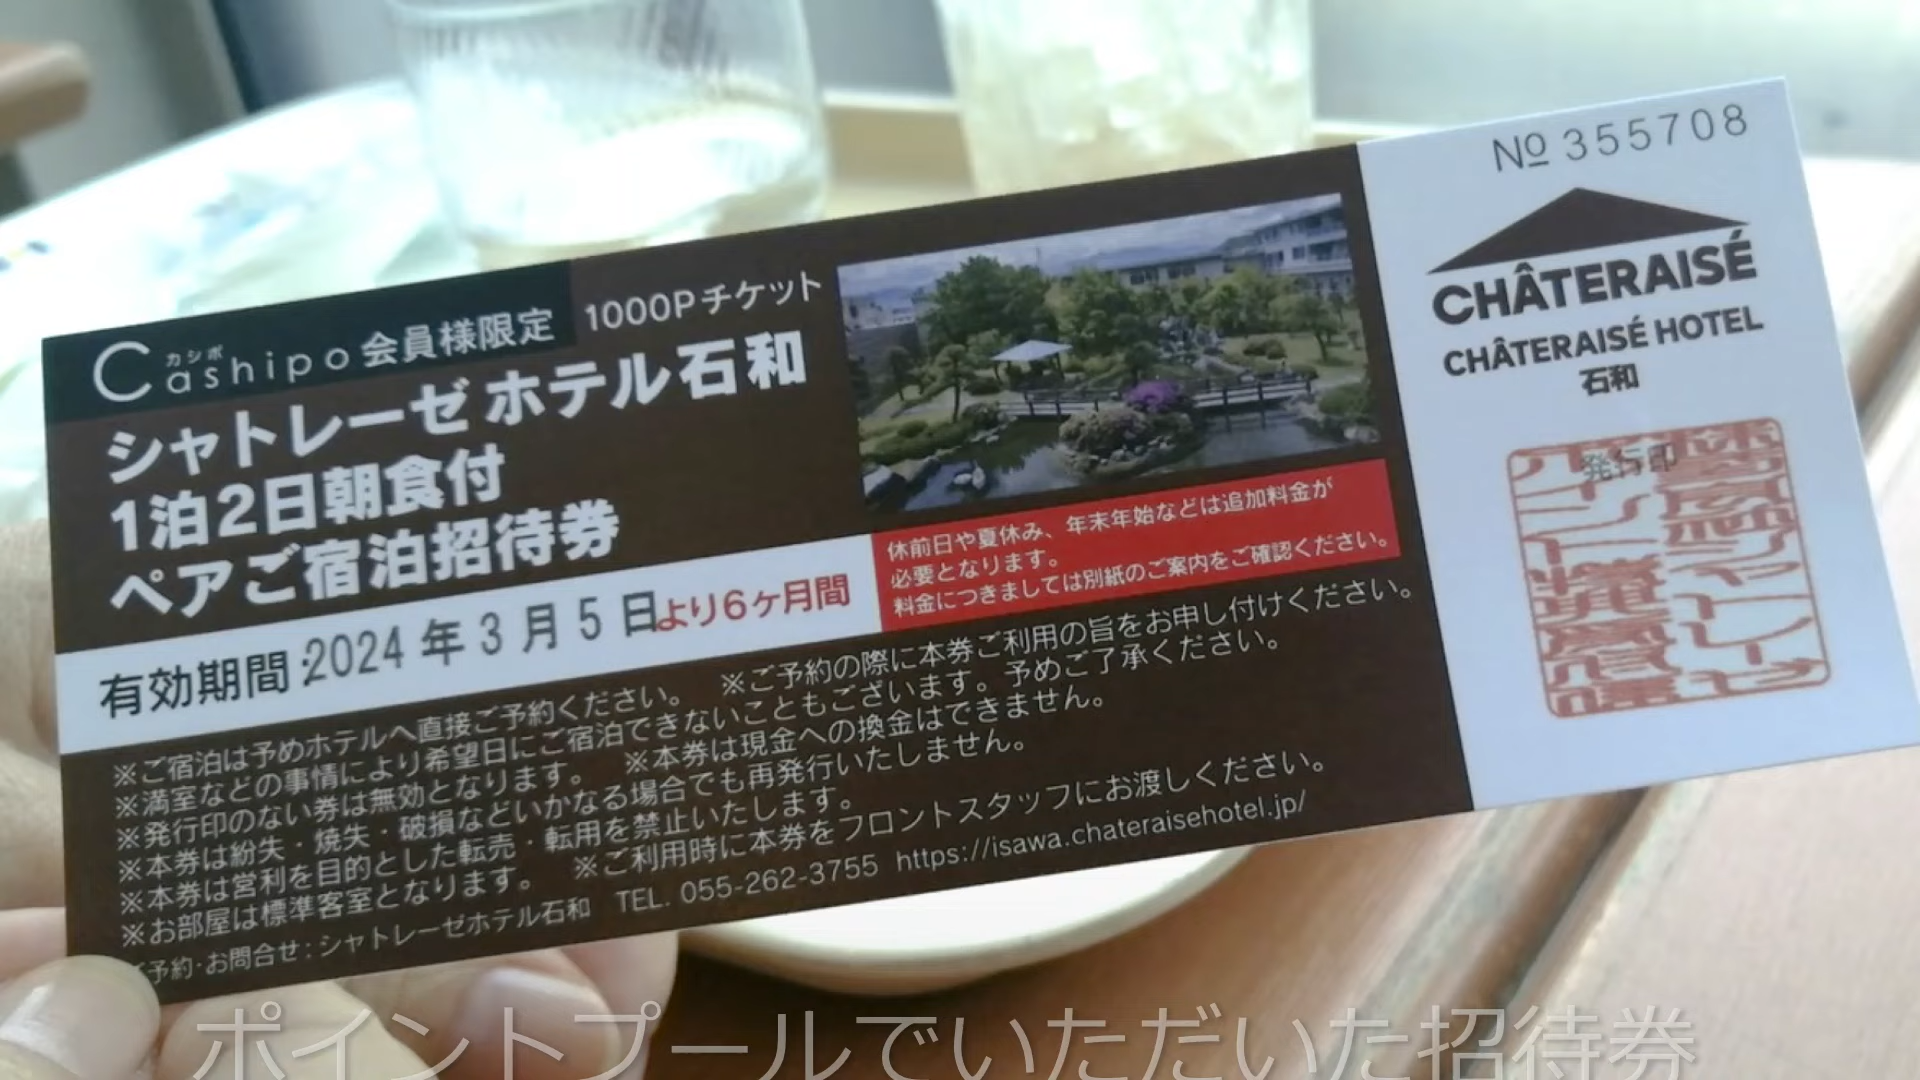 Cashipo会員様限定 1000Pチケット
カシポ
シャトレーゼホテル石和
1泊2日朝食付
ペアご宿泊招待券
有効期間:2024年3月5日より6ヶ月間
休前日や夏休み、年末年始などは追加料金が
必要となります。
料金につきましては別紙のご案内をご確認ください。
※ご宿泊は予めホテルへ直接ご予約ください。 ※ご予約の際に本券ご利用の旨をお申し付けください。
※満室などの事情により希望日にご宿泊できないこともございます。予めご了承ください。
※発行印のない券は無効となります。 ※本券は現金への換金はできません。
※本券は紛失・焼失・破損などいかなる場合でも再発行いたしません。
※本券は営利を目的とした転売・転用を禁止いたします。
※お部屋は標準客室となります。 ※ご利用時に本券をフロントスタッフにお渡しください。
ご予約・お問合せ:シャトレーゼホテル石和 TEL. 055-262-3755 https://isawa.chateraisehotel.jp/
No 355708
CHÂTERAISÉ
CHÂTERAISÉ HOTEL
石和
発行印
ポイントプールでいただいた招待券